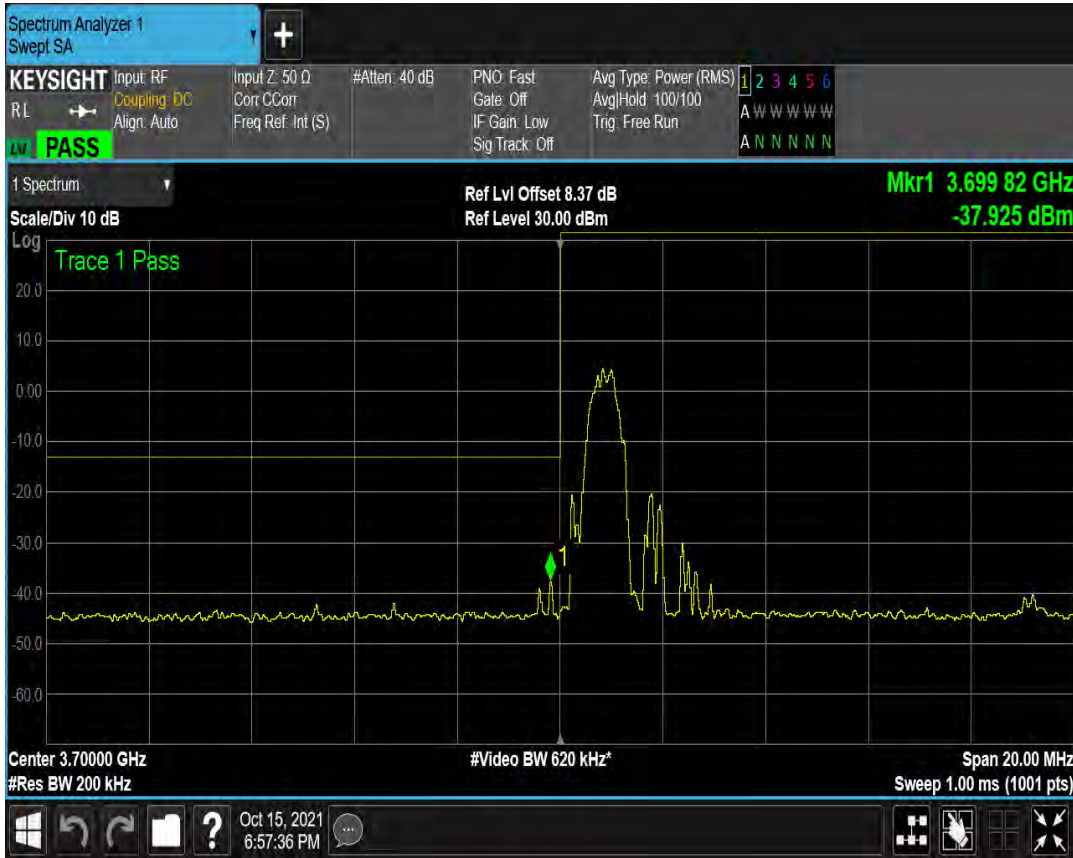 Spectrum Analyzer 1
Swept SA
KEYSIGHT
RL
PASS
Input: RF
Coupling: DC
Align: Auto
Input Z: 50 Ω
Corr CCorr
Freq Ref: Int (S)
#Atten: 40 dB
PNO: Fast
Gate: Off
IF Gain: Low
Sig Track: Off
Avg Type: Power (RMS)
Avg|Hold: 100/100
Trig: Free Run
1 2 3 4 5 6
A W W W W W
A N N N N N
1 Spectrum
Scale/Div 10 dB
Ref Lvl Offset 8.37 dB
Ref Level 30.00 dBm
Mkr1 3.699 82 GHz
-37.925 dBm
Log
Trace 1 Pass
20.0
10.0
0.00
-10.0
-20.0
-30.0
-40.0
-50.0
-60.0
1
Center 3.70000 GHz
#Res BW 200 kHz
#Video BW 620 kHz*
Span 20.00 MHz
Sweep 1.00 ms (1001 pts)
Oct 15, 2021
6:57:36 PM